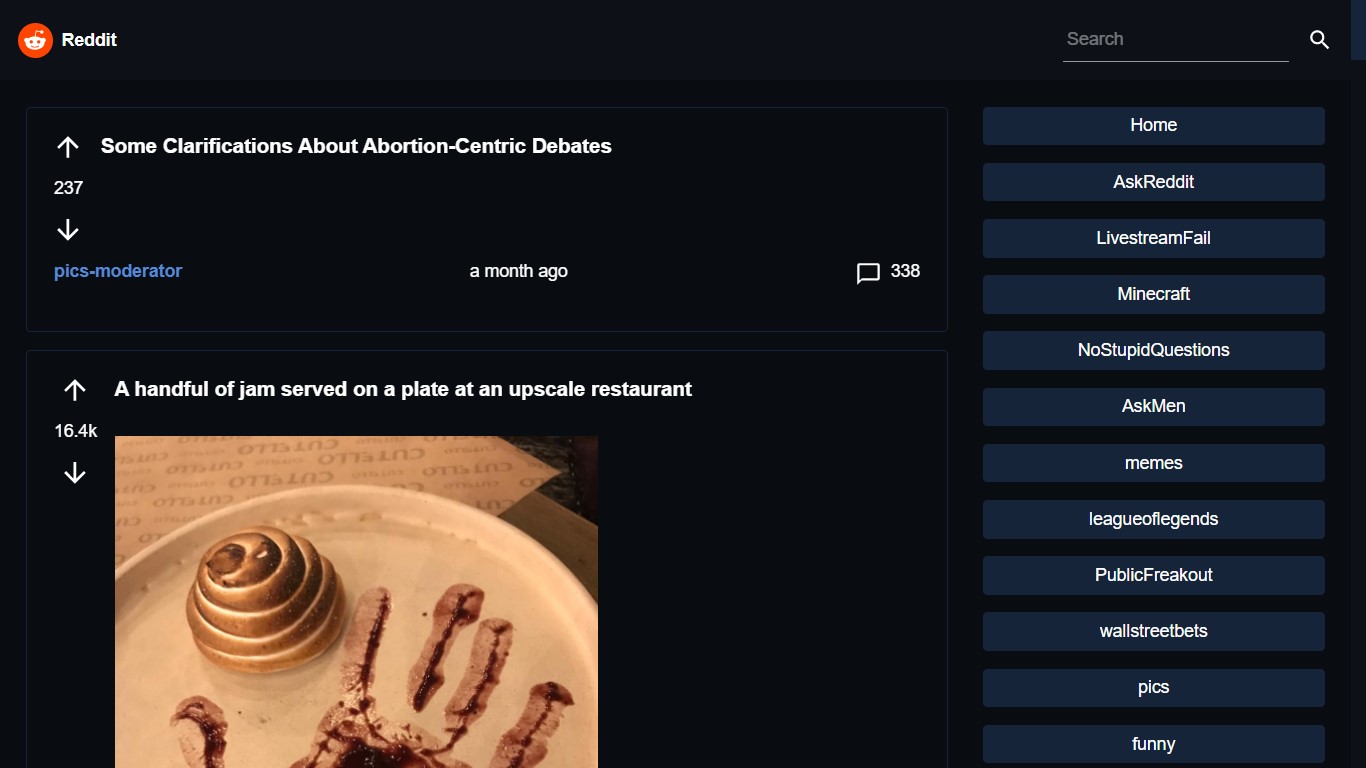 Reddit
Search
Some Clarifications About Abortion-Centric Debates
237
pics-moderator
a month ago
338
A handful of jam served on a plate at an upscale restaurant
16.4k
CUTELLO
Home
AskReddit
LivestreamFail
Minecraft
NoStupidQuestions
AskMen
memes
leagueoflegends
PublicFreakout
wallstreetbets
pics
funny